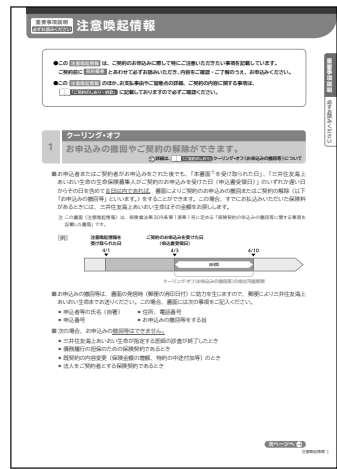 重要事項説明
必ずお読みください
注意喚起情報
●この 注意喚起情報 は、ご契約のお申込みに際して特にご注意いただきたい事項を記載しています。
ご契約前に 契約概要 とあわせて必ずお読みいただき、内容をご確認・ご了解のうえ、お申込みください。
●この 注意喚起情報 のほか、お支払事由やご留意点の詳細、ご契約の内容に関する事項は、
「ご契約のしおり・約款」に記載しておりますので必ずご確認ください。
重要事項説明
必ずお読みください
クーリング・オフ
1 お申込みの撤回やご契約の解除ができます。
詳細は、「ご契約のしおり」クーリング・オフ(お申込みの撤回等)について
■お申込者またはご契約者がお申込みをされた後でも、「本書面注を受け取られた日」、「三井住友海上
あいおい生命の生命保険募集人がご契約のお申込みを受けた日(申込書受領日)」のいずれか遅い日
からその日を含めて8日以内であれば、書面によりご契約のお申込みの撤回またはご契約の解除(以下
「お申込みの撤回等」といいます。)をすることができます。この場合、すでにお払込みいただいた保険料
があるときには、三井住友海上あいおい生命はその金額をお戻しします。
注 この書面(注意喚起情報)は、保険業法第309条第1項第1号に定める「保険契約の申込みの撤回等に関する事項を
記載した書面」です。
[例]
注意喚起情報を
受け取られた日
4/1
ご契約のお申込みを受けた日
(申込書受領日)
4/3
4/10
8日間
クーリング・オフ(お申込みの撤回等)の申出可能期間
■お申込みの撤回等は、書面の発信時(郵便の消印日付)に効力を生じますので、郵便により三井住友海上
あいおい生命までお送りください。この場合、書面には次の事項をご記入ください。
● 申込者等の氏名(自署) ● 住所、電話番号
● 申込番号 ● お申込みの撤回等をする旨
■次の場合、お申込みの撤回等はできません。
● 三井住友海上あいおい生命が指定する医師の診査が終了したとき
● 債務履行の担保のための保険契約であるとき
● 既契約の内容変更(保険金額の増額、特約の中途付加等)のとき
● 法人をご契約者とする保険契約であるとき
次のページへ
注意喚起情報 1